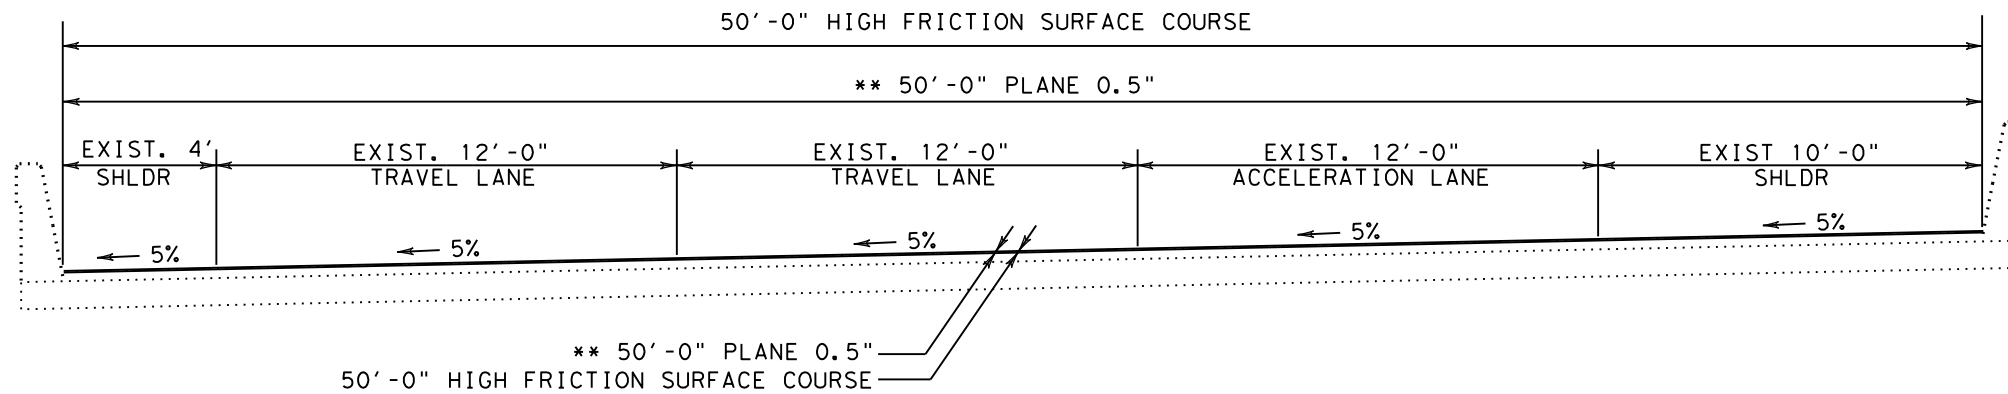 50'-0" HIGH FRICTION SURFACE COURSE
** 50'-0" PLANE 0.5"
EXIST. 4'
SHLDR
EXIST. 12'-0"
TRAVEL LANE
EXIST. 12'-0"
TRAVEL LANE
EXIST. 12'-0"
ACCELERATION LANE
EXIST 10'-0"
SHLDR
5%
5%
5%
5%
5%
** 50'-0" PLANE 0.5"
50'-0" HIGH FRICTION SURFACE COURSE